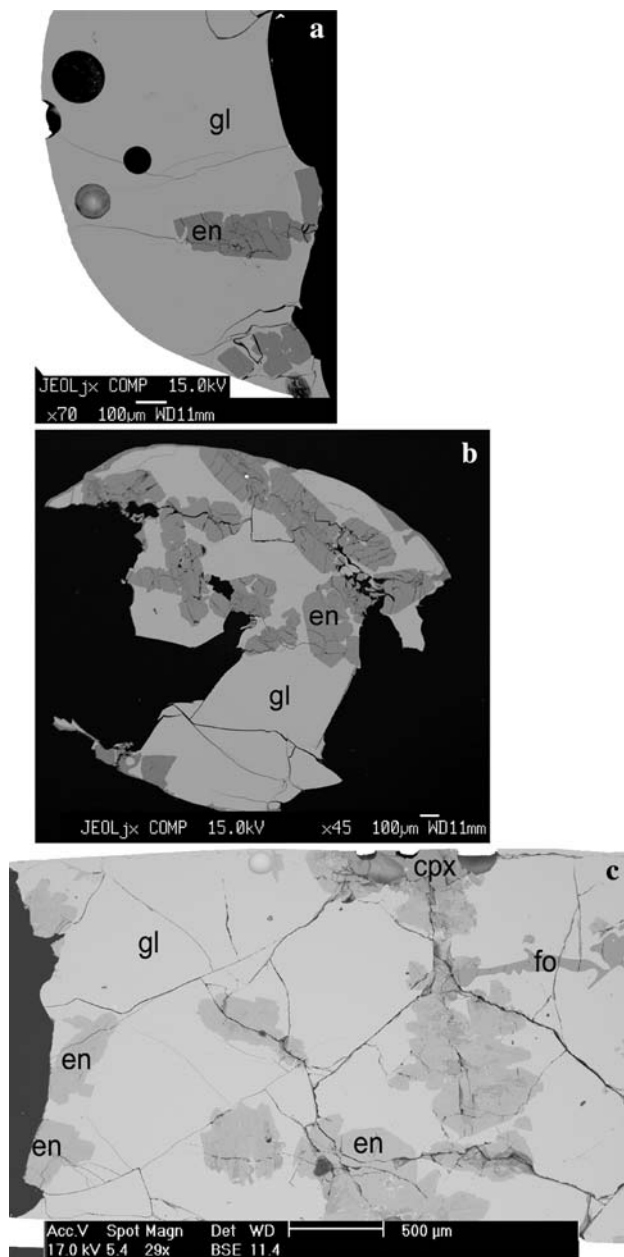 a
gl
en
JEOLjx COMP 15.0kV
x70 100µm WD11mm
b
en
gl
JEOLjx COMP 15.0kV x45 100µm WD11mm
cpx
c
gl
fo
en
en
en
Acc.V Spot Magn Det WD 500 µm
17.0 kV 5.4 29x BSE 11.4